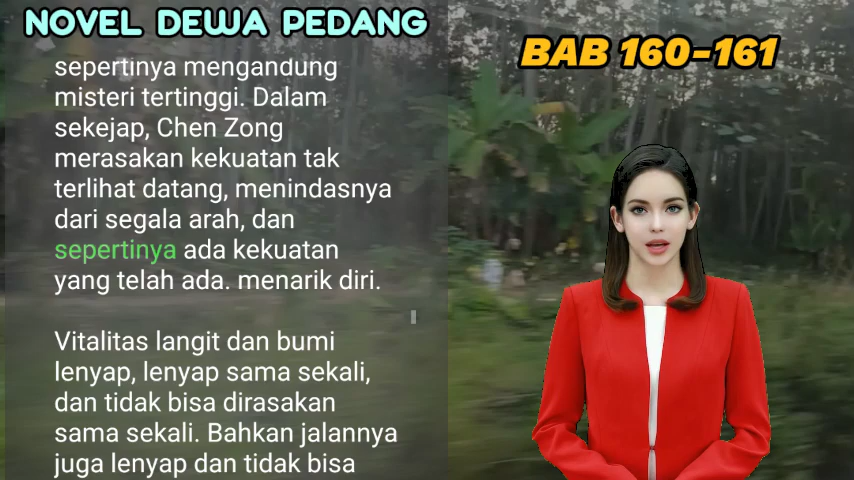 NOVEL DEWA PEDANG
BAB 160-161
sepertinya mengandung
misteri tertinggi. Dalam
sekejap, Chen Zong
merasakan kekuatan tak
terlihat datang, menindasnya
dari segala arah, dan
sepertinya ada kekuatan
yang telah ada. menarik diri.
Vitalitas langit dan bumi
lenyap, lenyap sama sekali,
dan tidak bisa dirasakan
sama sekali. Bahkan jalannya
juga lenyap dan tidak bisa